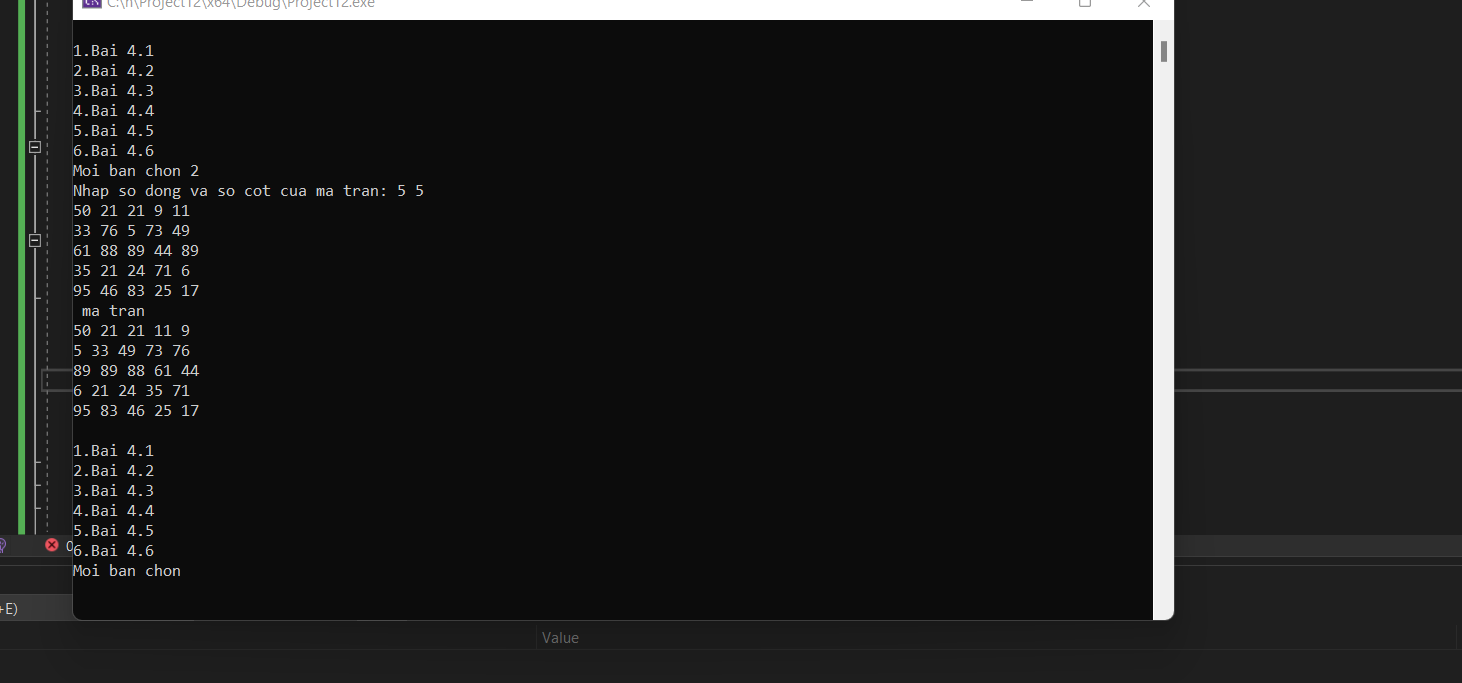 C:\h\Project12\x64\Debug\Project12.exe
1.Bai 4.1
2.Bai 4.2
3.Bai 4.3
4.Bai 4.4
5.Bai 4.5
6.Bai 4.6
Moi ban chon 2
Nhap so dong va so cot cua ma tran: 5 5
50 21 21 9 11
33 76 5 73 49
61 88 89 44 89
35 21 24 71 6
95 46 83 25 17
ma tran
50 21 21 11 9
5 33 49 73 76
89 89 88 61 44
6 21 24 35 71
95 83 46 25 17
1.Bai 4.1
2.Bai 4.2
3.Bai 4.3
4.Bai 4.4
5.Bai 4.5
0
6.Bai 4.6
Moi ban chon
+E)
Value